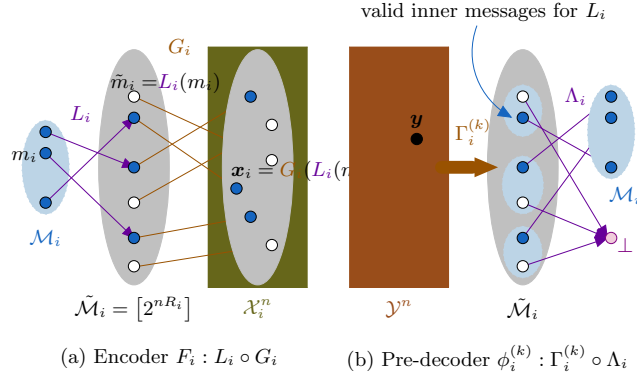 valid inner messages for L_i
G_i
m̃_i = L_i(m_i)
L_i
m_i
x_i = G (L_i(m
M_i
M̃_i = [2^{nR_i}]
X_i^n
y
Γ_i^{(k)}
Λ_i
M_i
⊥
Y^n
M̃_i
(a) Encoder F_i : L_i ∘ G_i
(b) Pre-decoder ϕ_i^{(k)} : Γ_i^{(k)} ∘ Λ_i